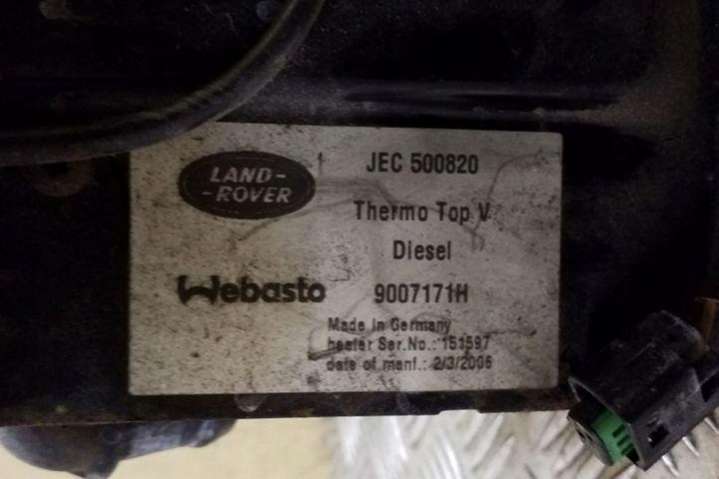 LAND-
-ROVER
JEC 500820
Thermo Top V
Diesel
Webasto
9007171H
Made In Germany
heater Ser.No.: 151597
date of manf.: 2/3/2006